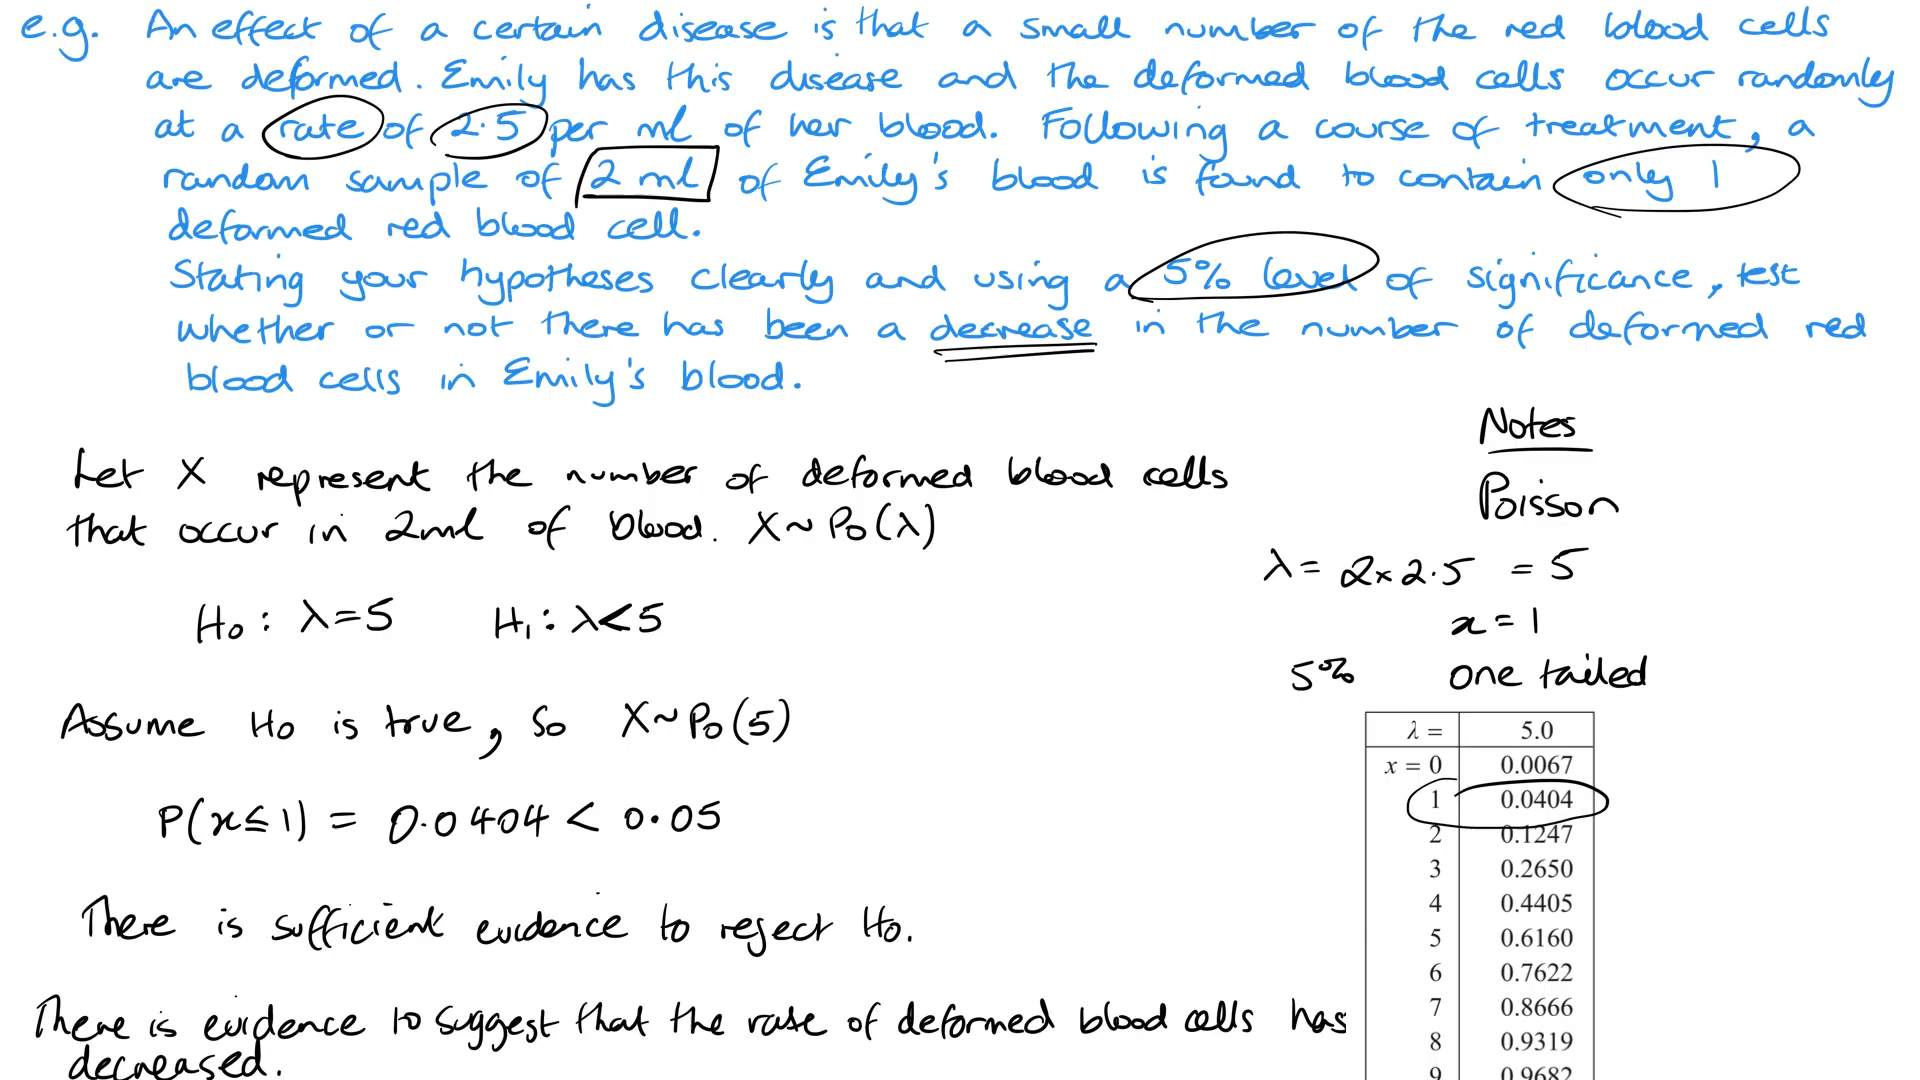 e.g. An effect of a certain disease is that a small number of the red blood cells
are deformed. Emily has this disease and the deformed blood cells occur randomly
at a rate of 2.5 per ml of her blood. Following a course of treatment, a
random sample of 2 ml of Emily's blood is found to contain only 1
deformed red blood cell.
Stating your hypotheses clearly and using a 5% level of significance, test
whether or not there has been a decrease in the number of deformed red
blood cells in Emily's blood.
Let X represent the number of deformed blood cells
that occur in 2ml of blood. X~Po(λ)
H₀: λ=5 H₁: λ<5
Assume H₀ is true, so X~Po(5)
P(x≤1) = 0.0404 < 0.05
There is sufficient evidence to reject H₀.
There is evidence to suggest that the rate of deformed blood cells has
decreased.
Notes
Poisson
λ = 2×2.5 = 5
x = 1
5% one tailed
λ = 5.0
x = 0 0.0067
1 0.0404
2 0.1247
3 0.2650
4 0.4405
5 0.6160
6 0.7622
7 0.8666
8 0.9319
9 0.9682